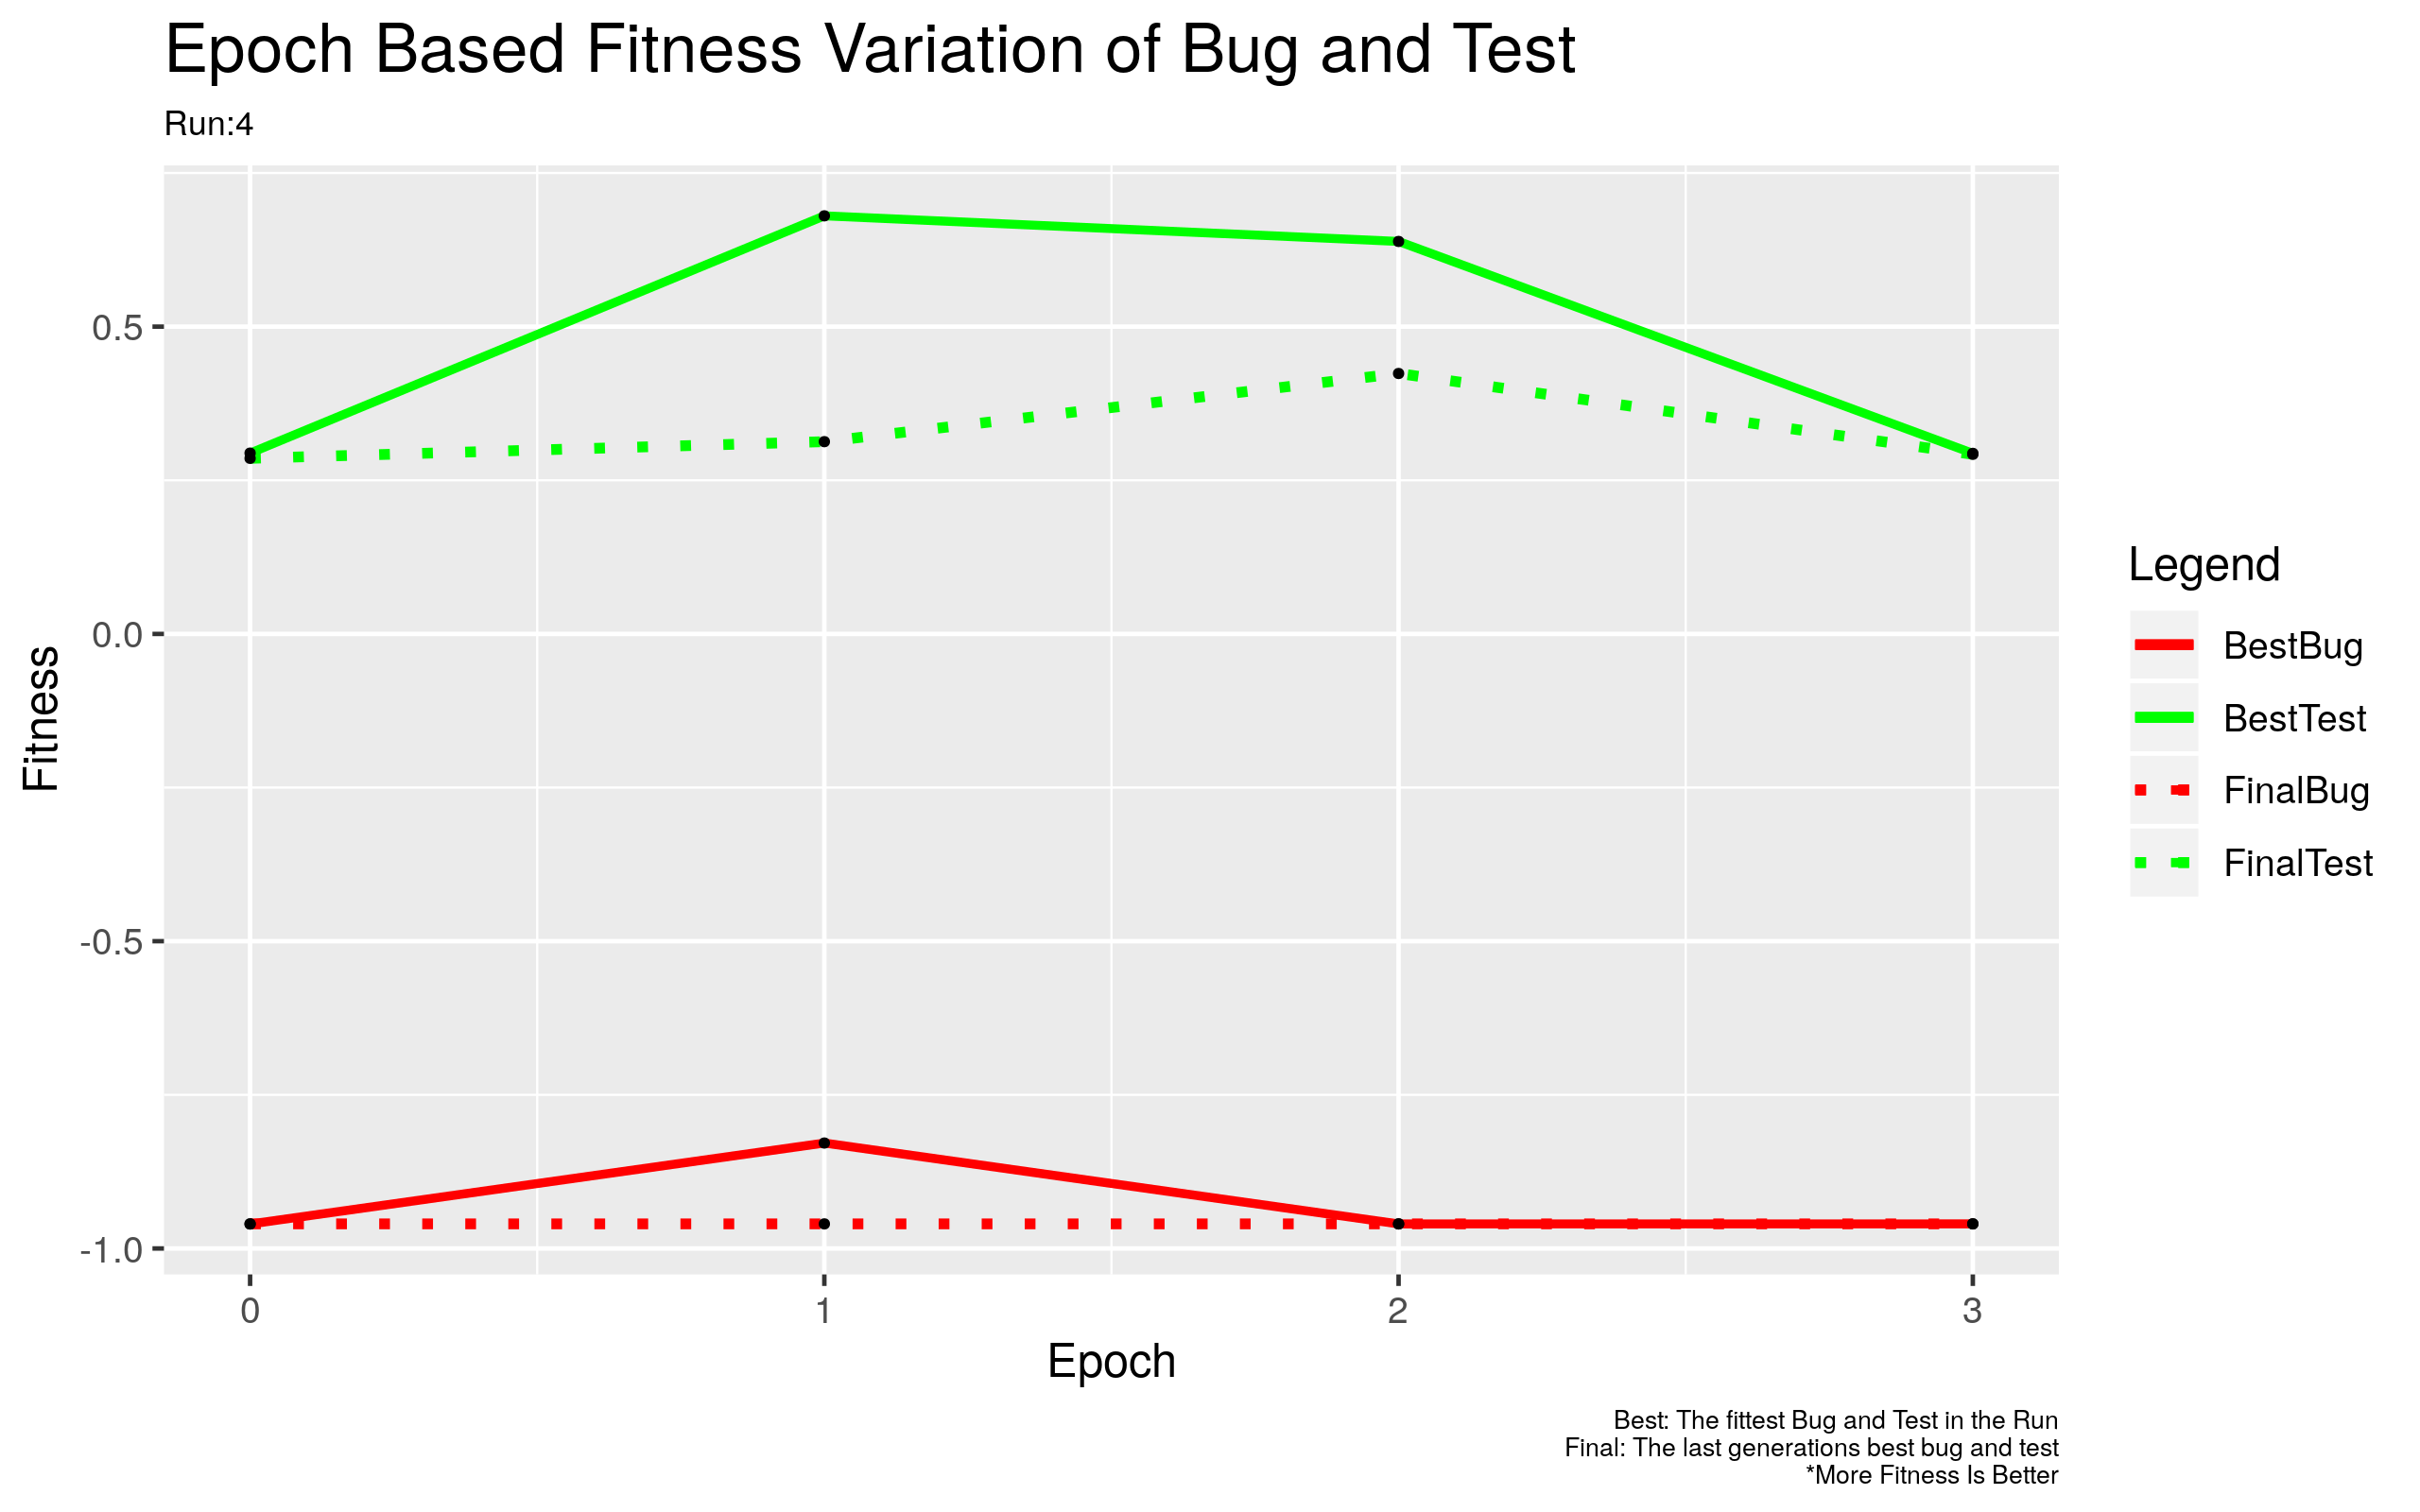 Epoch Based Fitness Variation of Bug and Test
Run:4
Fitness
0.5
0.0
-0.5
-1.0
0
1
2
3
Epoch
Legend
BestBug
BestTest
FinalBug
FinalTest
Best: The fittest Bug and Test in the Run
Final: The last generations best bug and test
*More Fitness Is Better